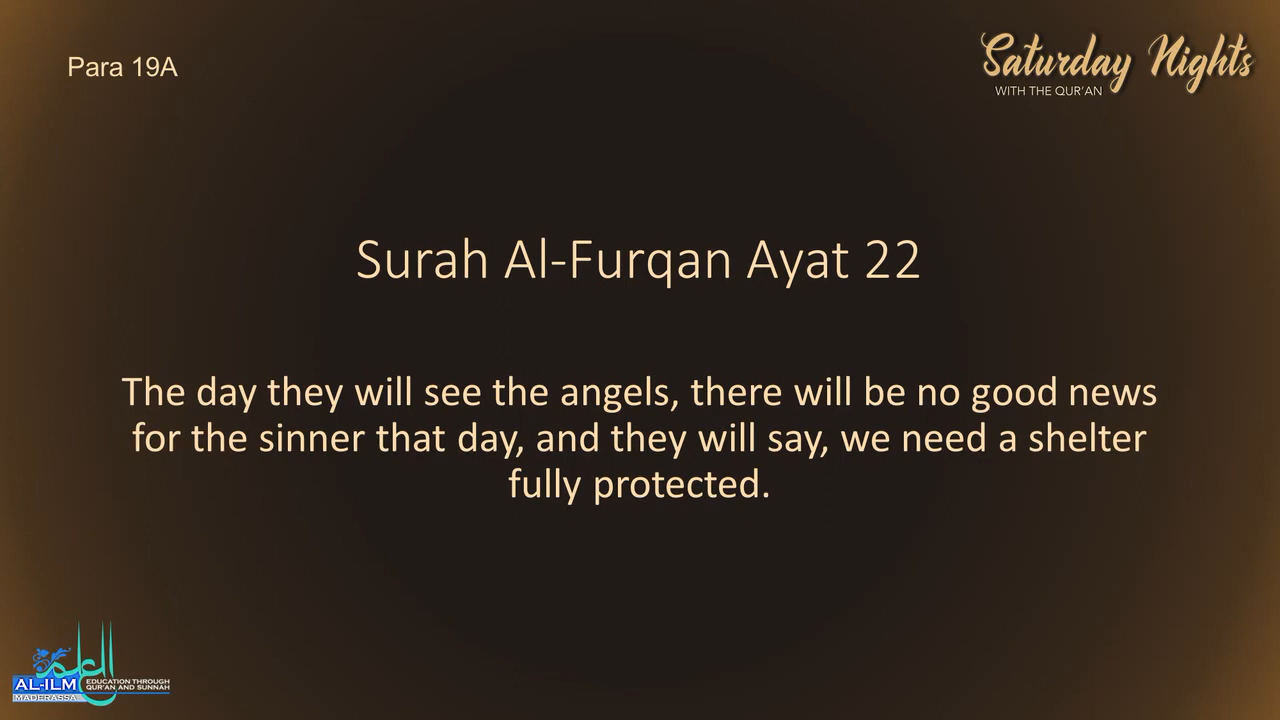 Para 19A
Saturday Nights
WITH THE QUR'AN
Surah Al-Furqan Ayat 22
The day they will see the angels, there will be no good news
for the sinner that day, and they will say, we need a shelter
fully protected.
العلم
AL-ILM
MADERASSA
EDUCATION THROUGH
QUR'AN AND SUNNAH